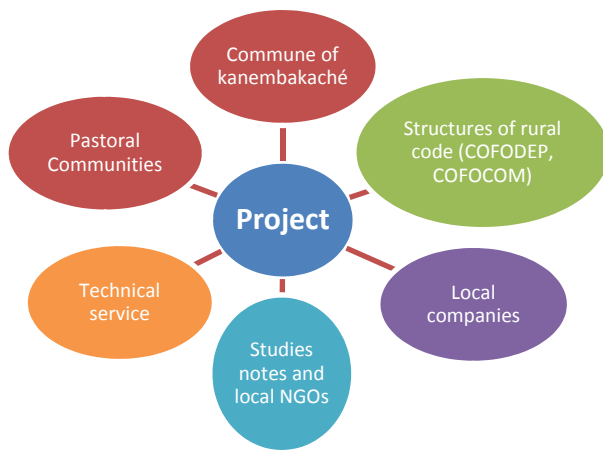 Commune of
kanembakaché
Structures of rural
code (COFODEP,
COFOCOM)
Pastoral
Communities
Project
Technical
service
Local
companies
Studies
notes and
local NGOs